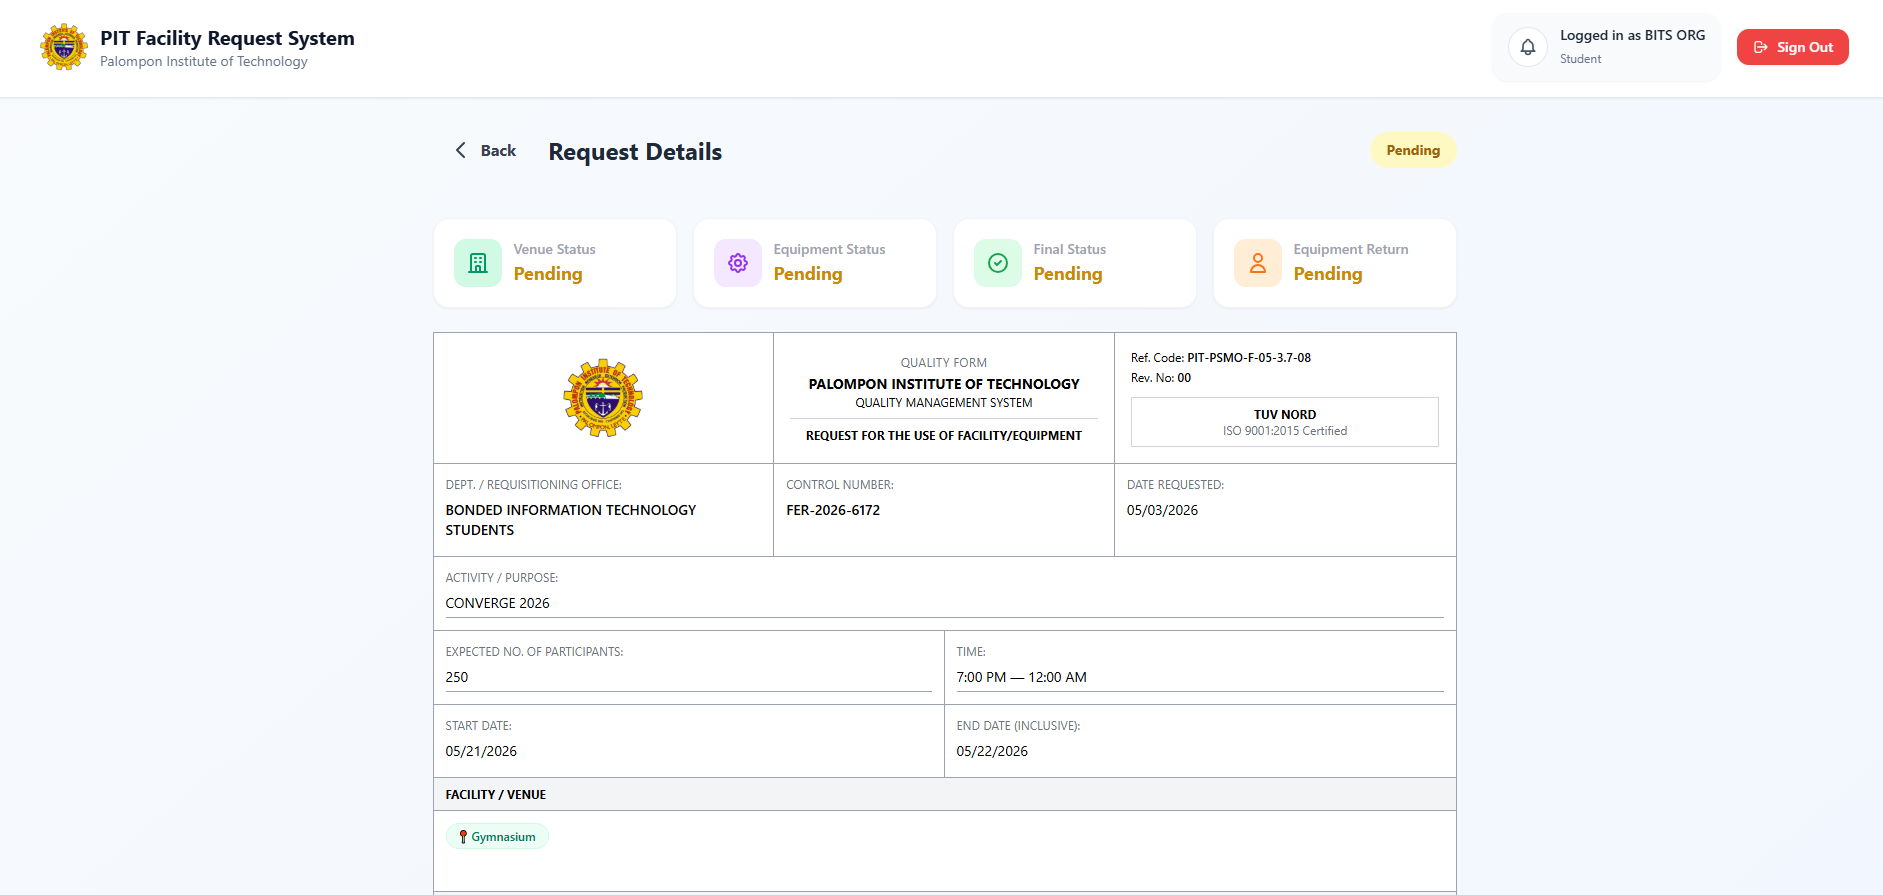 PIT Facility Request System
Palompon Institute of Technology
Logged in as BITS ORG
Student
Sign Out
Back
Request Details
Pending
Venue Status
Pending
Equipment Status
Pending
Final Status
Pending
Equipment Return
Pending
QUALITY FORM
PALOMPON INSTITUTE OF TECHNOLOGY
QUALITY MANAGEMENT SYSTEM
REQUEST FOR THE USE OF FACILITY/EQUIPMENT
Ref. Code: PIT-PSMO-F-05-3.7-08
Rev. No: 00
TUV NORD
ISO 9001:2015 Certified
DEPT. / REQUISITIONING OFFICE:
BONDED INFORMATION TECHNOLOGY
STUDENTS
CONTROL NUMBER:
FER-2026-6172
DATE REQUESTED:
05/03/2026
ACTIVITY / PURPOSE:
CONVERGE 2026
EXPECTED NO. OF PARTICIPANTS:
250
TIME:
7:00 PM — 12:00 AM
START DATE:
05/21/2026
END DATE (INCLUSIVE):
05/22/2026
FACILITY / VENUE
Gymnasium